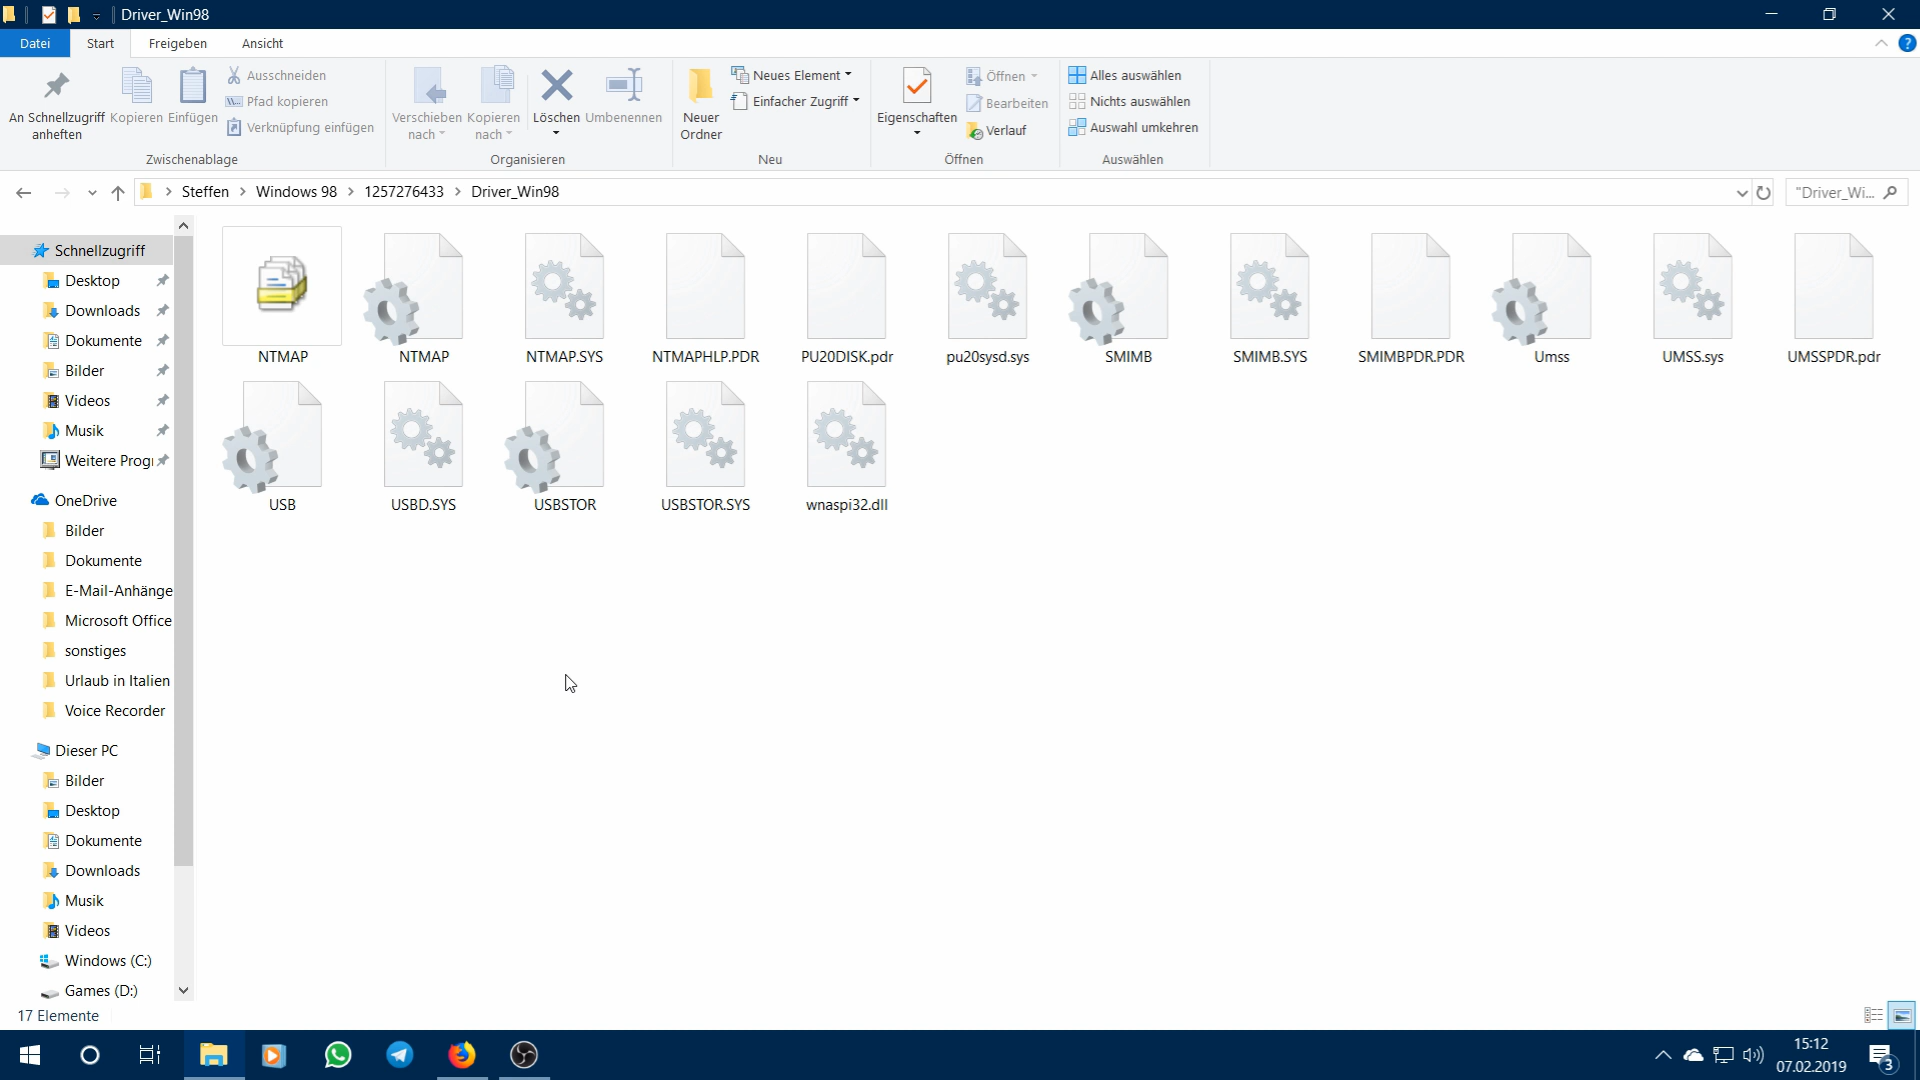 Driver_Win98
Datei Start Freigeben Ansicht
An Schnellzugriff anheften
Kopieren
Einfügen
Ausschneiden
Pfad kopieren
Verknüpfung einfügen
Zwischenablage
Verschieben nach
Kopieren nach
Löschen
Umbenennen
Organisieren
Neuer Ordner
Neues Element
Einfacher Zugriff
Neu
Eigenschaften
Öffnen
Bearbeiten
Verlauf
Öffnen
Alles auswählen
Nichts auswählen
Auswahl umkehren
Auswählen
Steffen > Windows 98 > 1257276433 > Driver_Win98
"Driver_Wi...
Schnellzugriff
Desktop
Downloads
Dokumente
Bilder
Videos
Musik
Weitere Progr
OneDrive
Bilder
Dokumente
E-Mail-Anhänge
Microsoft Office
sonstiges
Urlaub in Italien
Voice Recorder
Dieser PC
Bilder
Desktop
Dokumente
Downloads
Musik
Videos
Windows (C:)
Games (D:)
NTMAP NTMAP NTMAP.SYS NTMAPHLP.PDR PU20DISK.pdr pu20sysd.sys SMIMB SMIMB.SYS SMIMBPDR.PDR Umss UMSS.sys UMSSPDR.pdr
USB USBD.SYS USBSTOR USBSTOR.SYS wnaspi32.dll
17 Elemente
15:12
07.02.2019
3